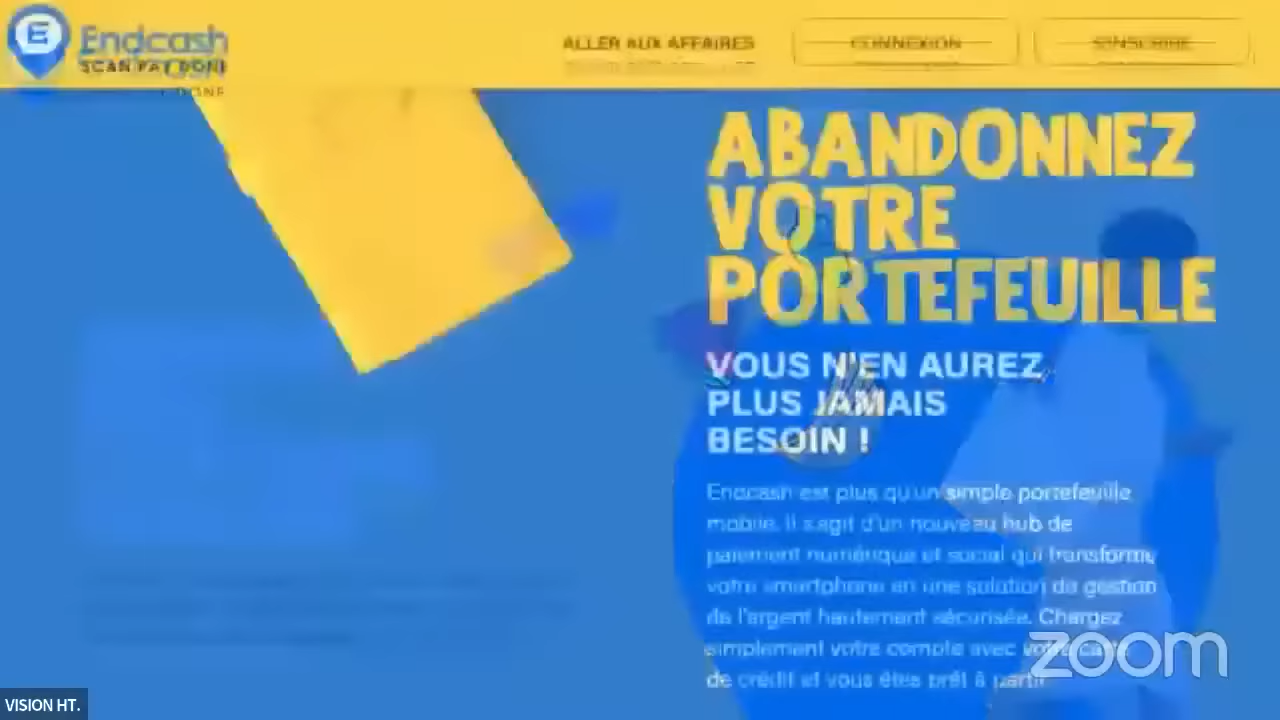 Endcash
SCAN PAY DONE
ALLER AUX AFFAIRES
CONNEXION
S'INSCRIRE
ABANDONNEZ
VOTRE
PORTEFEUILLE
VOUS N'EN AUREZ
PLUS JAMAIS
BESOIN !
Endcash est plus qu'un simple portefeuille
mobile. Il s'agit d'un nouveau hub de
paiement numérique et social qui transforme
votre smartphone en une solution de gestion
de l'argent hautement sécurisée. Chargez
simplement votre compte avec votre carte
de crédit et vous êtes prêt à partir
zoom
VISION HT.